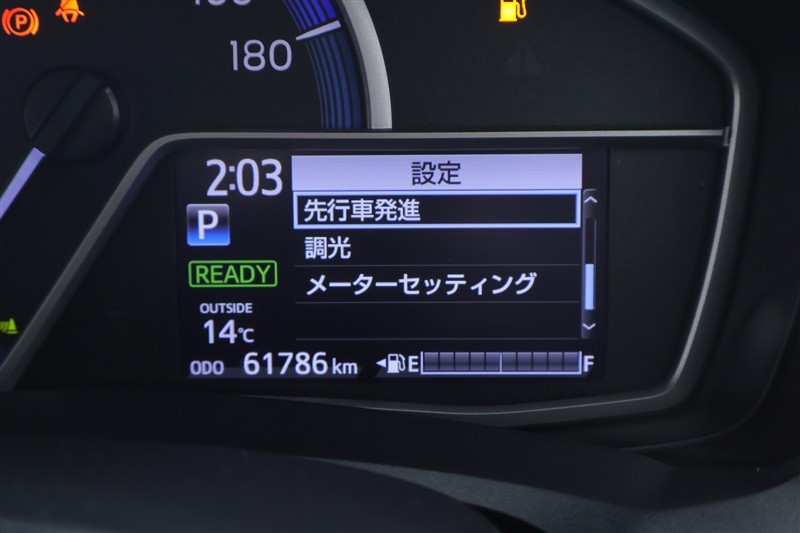 180
2:03
設定
P
先行車発進
調光
READY
メーターセッティング
OUTSIDE
14℃
ODO 61786 km
E F